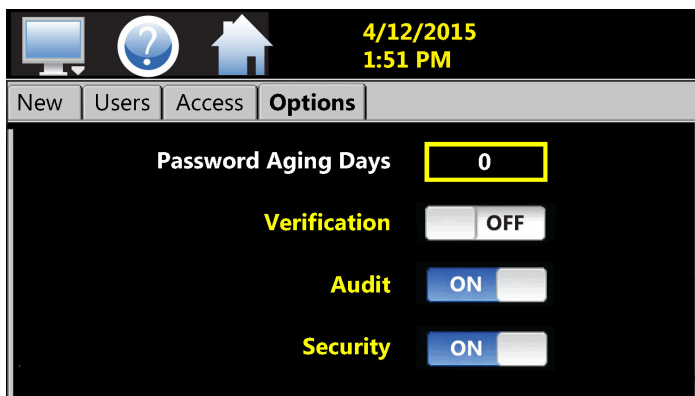 ?
4/12/2015
1:51 PM
New Users Access Options
Password Aging Days 0
Verification OFF
Audit ON
Security ON